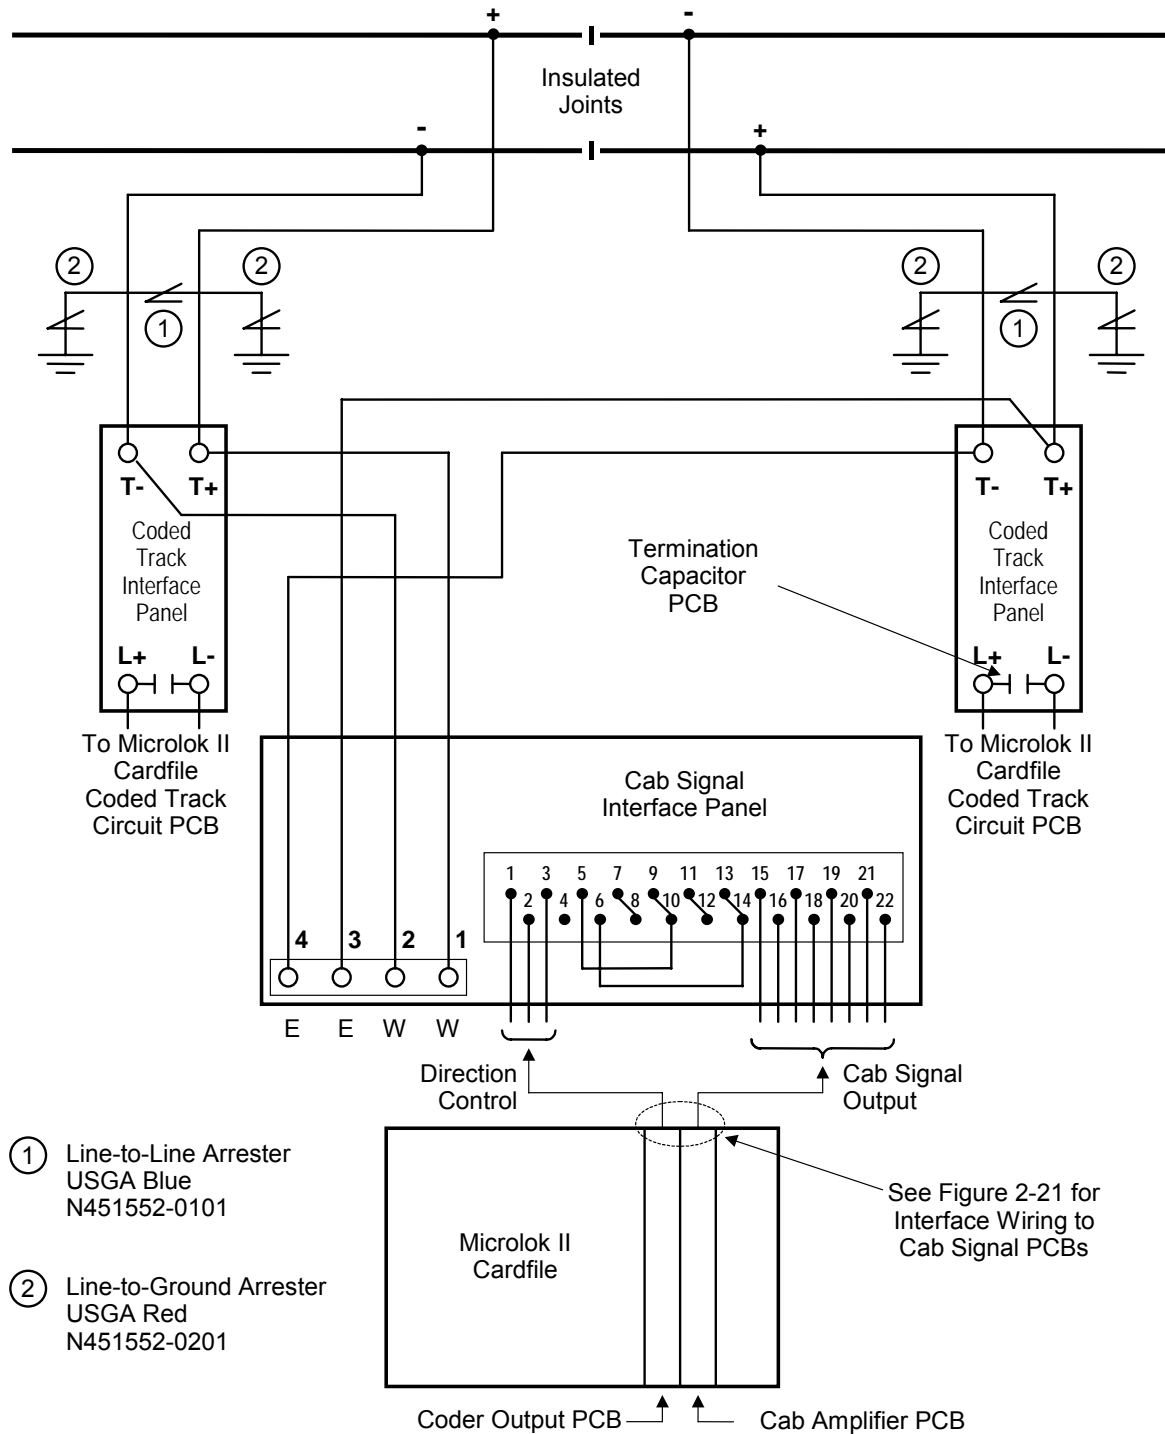 + -
Insulated
Joints
- +
2 2 2 2
1 1
T- T+ T- T+
Coded
Track
Interface
Panel
Coded
Track
Interface
Panel
Termination
Capacitor
PCB
L+ L- L+ L-
To Microlok II
Cardfile
Coded Track
Circuit PCB
To Microlok II
Cardfile
Coded Track
Circuit PCB
Cab Signal
Interface Panel
1 3 5 7 9 11 13 15 17 19 21
2 4 6 8 10 12 14 16 18 20 22
4 3 2 1
E E W W
Direction
Control
Cab Signal
Output
1 Line-to-Line Arrester
USGA Blue
N451552-0101
See Figure 2-21 for
Interface Wiring to
Cab Signal PCBs
Microlok II
Cardfile
2 Line-to-Ground Arrester
USGA Red
N451552-0201
Coder Output PCB Cab Amplifier PCB